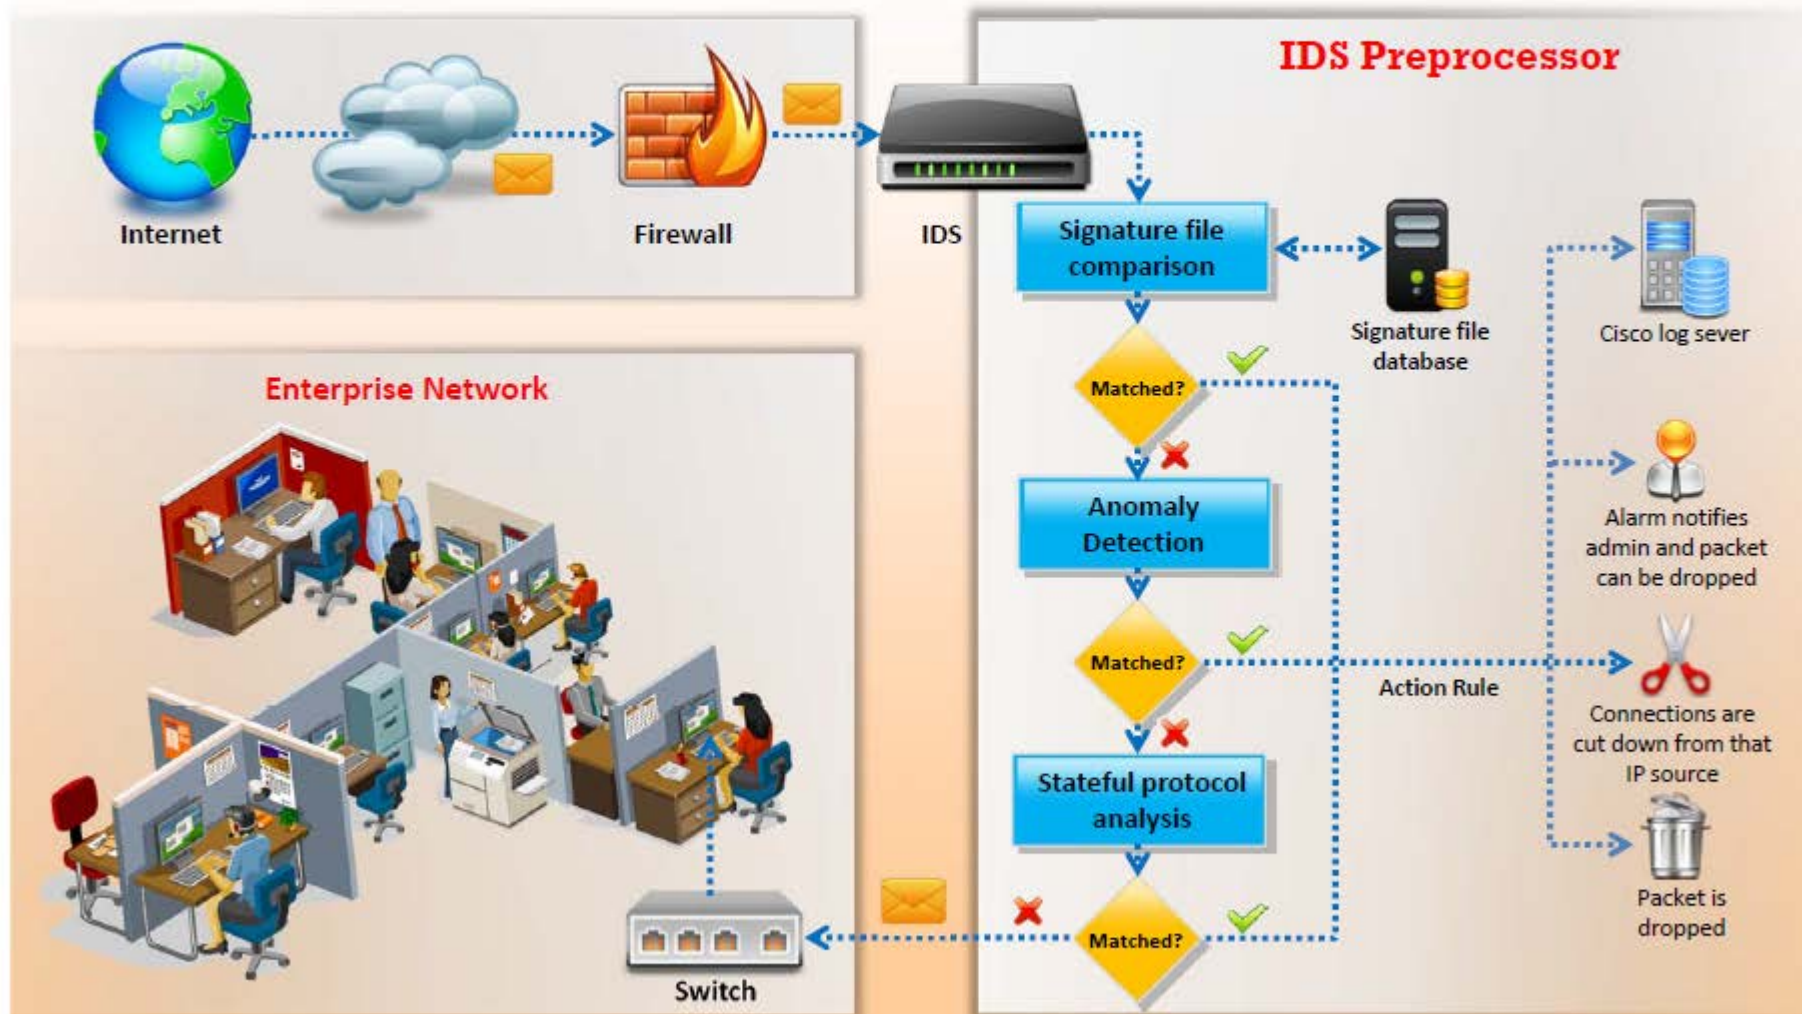 IDS Preprocessor
Internet
Firewall
IDS
Signature file
comparison
Signature file
database
Cisco log sever
Matched?
Enterprise Network
Anomaly
Detection
Alarm notifies
admin and packet
can be dropped
Matched?
Action Rule
Connections are
cut down from that
IP source
Stateful protocol
analysis
Packet is
dropped
Matched?
Switch